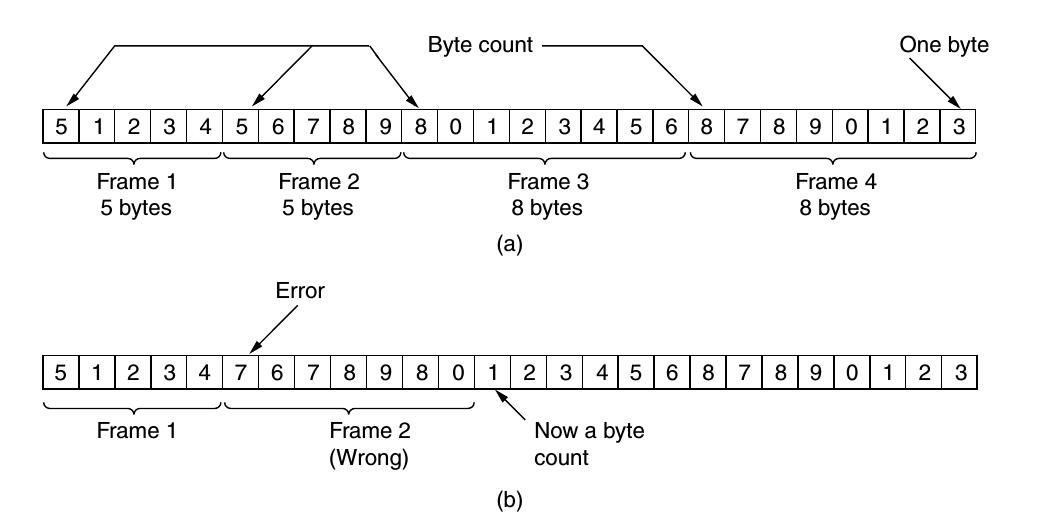 Byte count One byte
5 1 2 3 4 5 6 7 8 9 8 0 1 2 3 4 5 6 8 7 8 9 0 1 2 3
Frame 1 Frame 2 Frame 3 Frame 4
5 bytes 5 bytes 8 bytes 8 bytes
(a)
Error
5 1 2 3 4 7 6 7 8 9 8 0 1 2 3 4 5 6 8 7 8 9 0 1 2 3
Frame 1 Frame 2 Now a byte
(Wrong) count
(b)